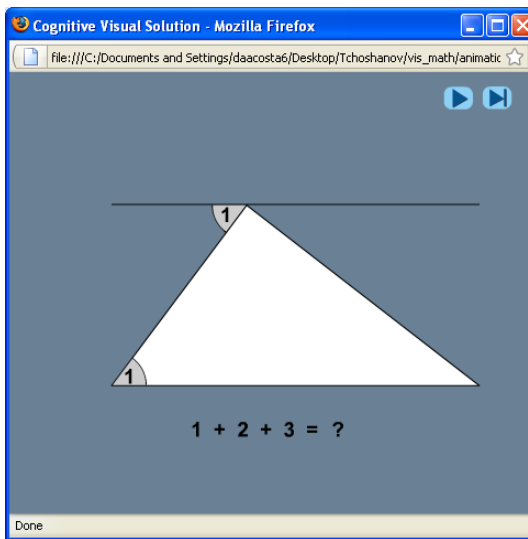 Cognitive Visual Solution - Mozilla Firefox
file:///C:/Documents and Settings/daacosta6/Desktop/Tchoshanov/vis_math/animatic
1
1
1 + 2 + 3 = ?
Done